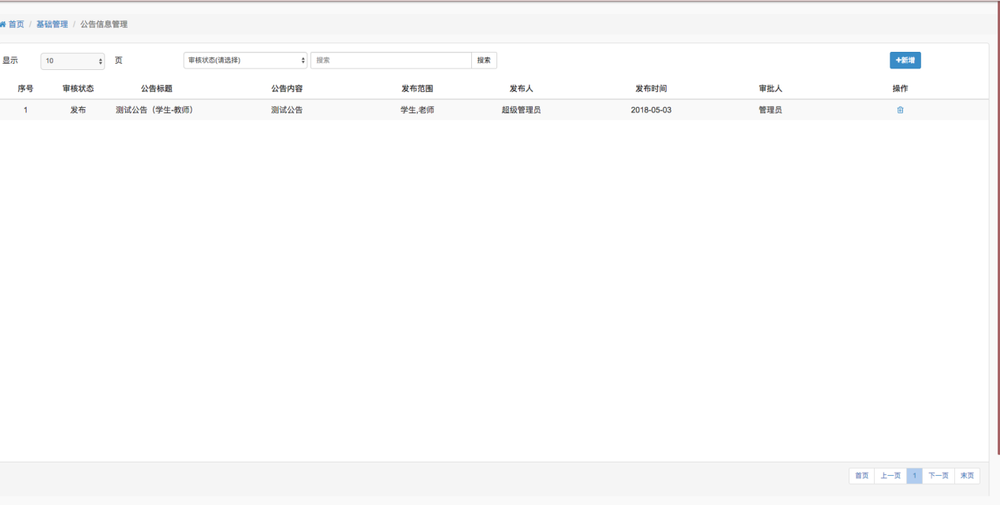 首页 / 基础管理 / 公告信息管理
显示 10 页 审核状态(请选择) 搜索 搜索 +新增
序号 审核状态 公告标题 公告内容 发布范围 发布人 发布时间 审批人 操作
1 发布 测试公告（学生-教师） 测试公告 学生,老师 超级管理员 2018-05-03 管理员
首页 上一页 1 下一页 末页